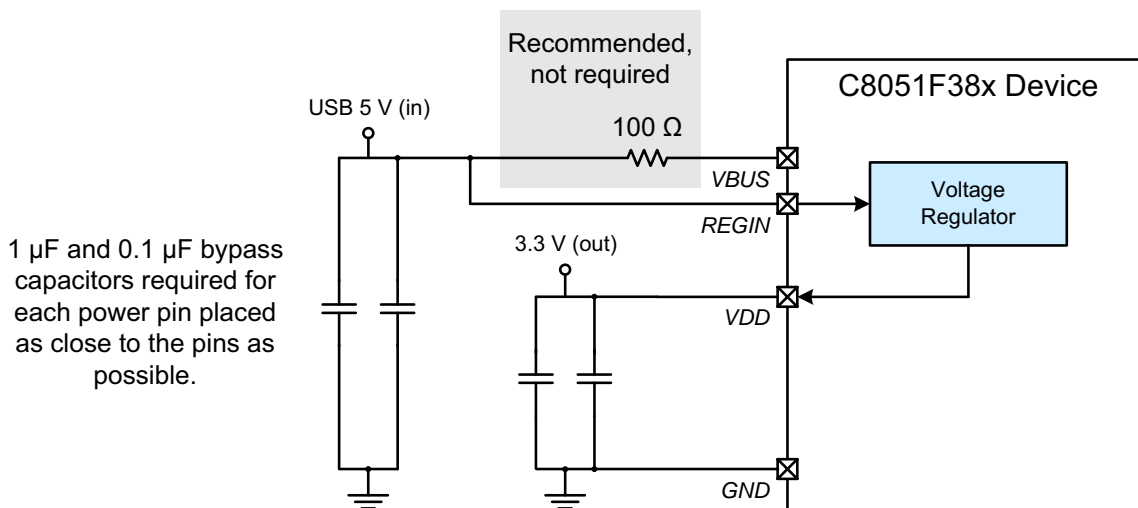 Recommended,
not required
C8051F38x Device
USB 5 V (in)
100 Ω
VBUS
Voltage
Regulator
REGIN
3.3 V (out)
1 µF and 0.1 µF bypass
capacitors required for
each power pin placed
as close to the pins as
possible.
VDD
GND